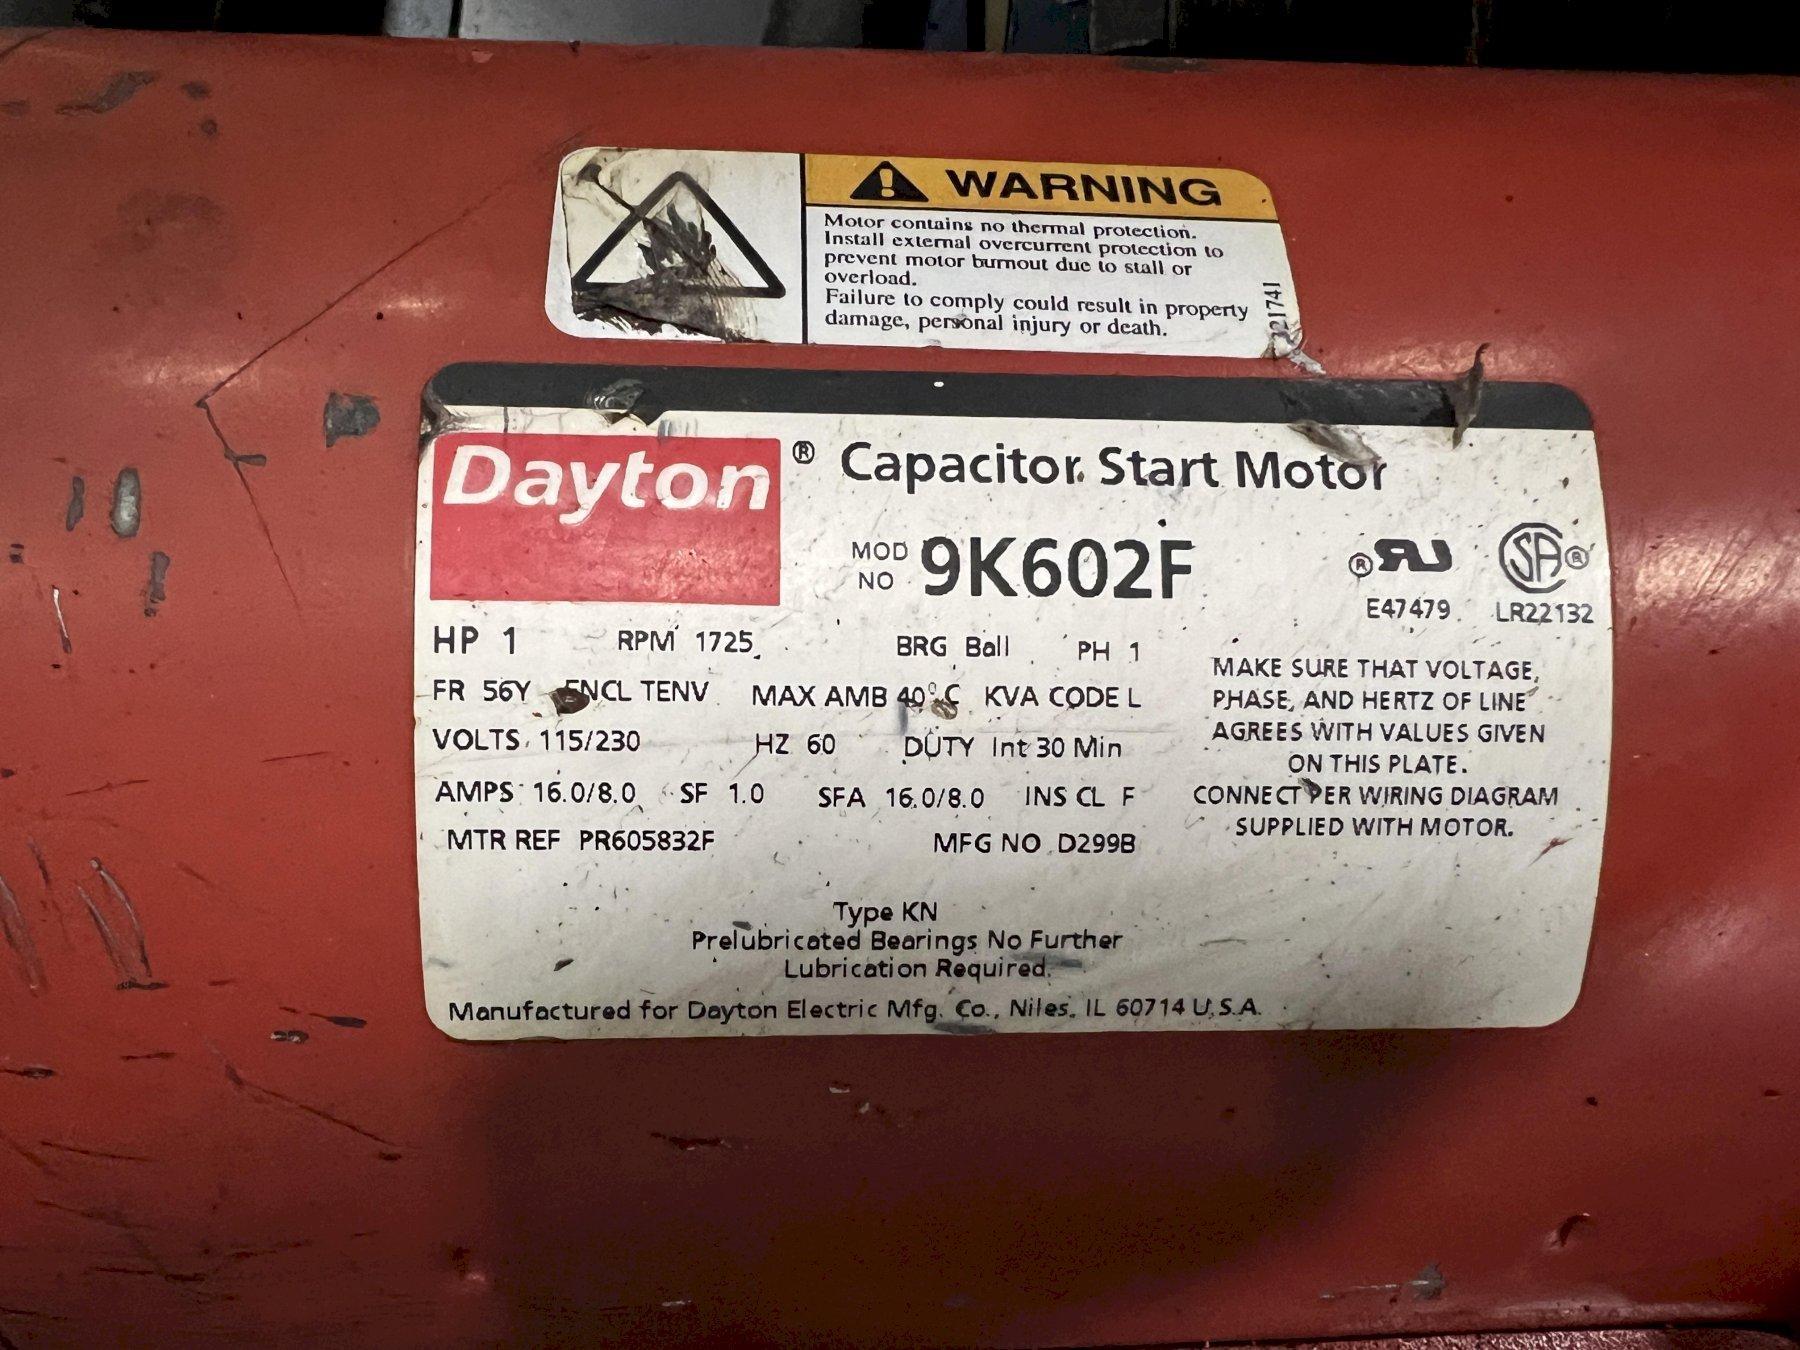 WARNING
Motor contains no thermal protection.
Install external overcurrent protection to
prevent motor burnout due to stall or
overload.
Failure to comply could result in property
damage, personal injury or death.
321741
Dayton® Capacitor Start Motor
MOD NO 9K602F
E47479 LR22132
HP 1 RPM 1725 BRG Ball PH 1
FR 56Y ENCL TENV MAX AMB 40°C KVA CODE L
VOLTS 115/230 HZ 60 DUTY Int 30 Min
AMPS 16.0/8.0 SF 1.0 SFA 16.0/8.0 INS CL F
MTR REF PR605832F MFG NO D299B
MAKE SURE THAT VOLTAGE,
PHASE, AND HERTZ OF LINE
AGREES WITH VALUES GIVEN
ON THIS PLATE.
CONNECT PER WIRING DIAGRAM
SUPPLIED WITH MOTOR.
Type KN
Prelubricated Bearings No Further
Lubrication Required.
Manufactured for Dayton Electric Mfg. Co., Niles, IL 60714 U.S.A.